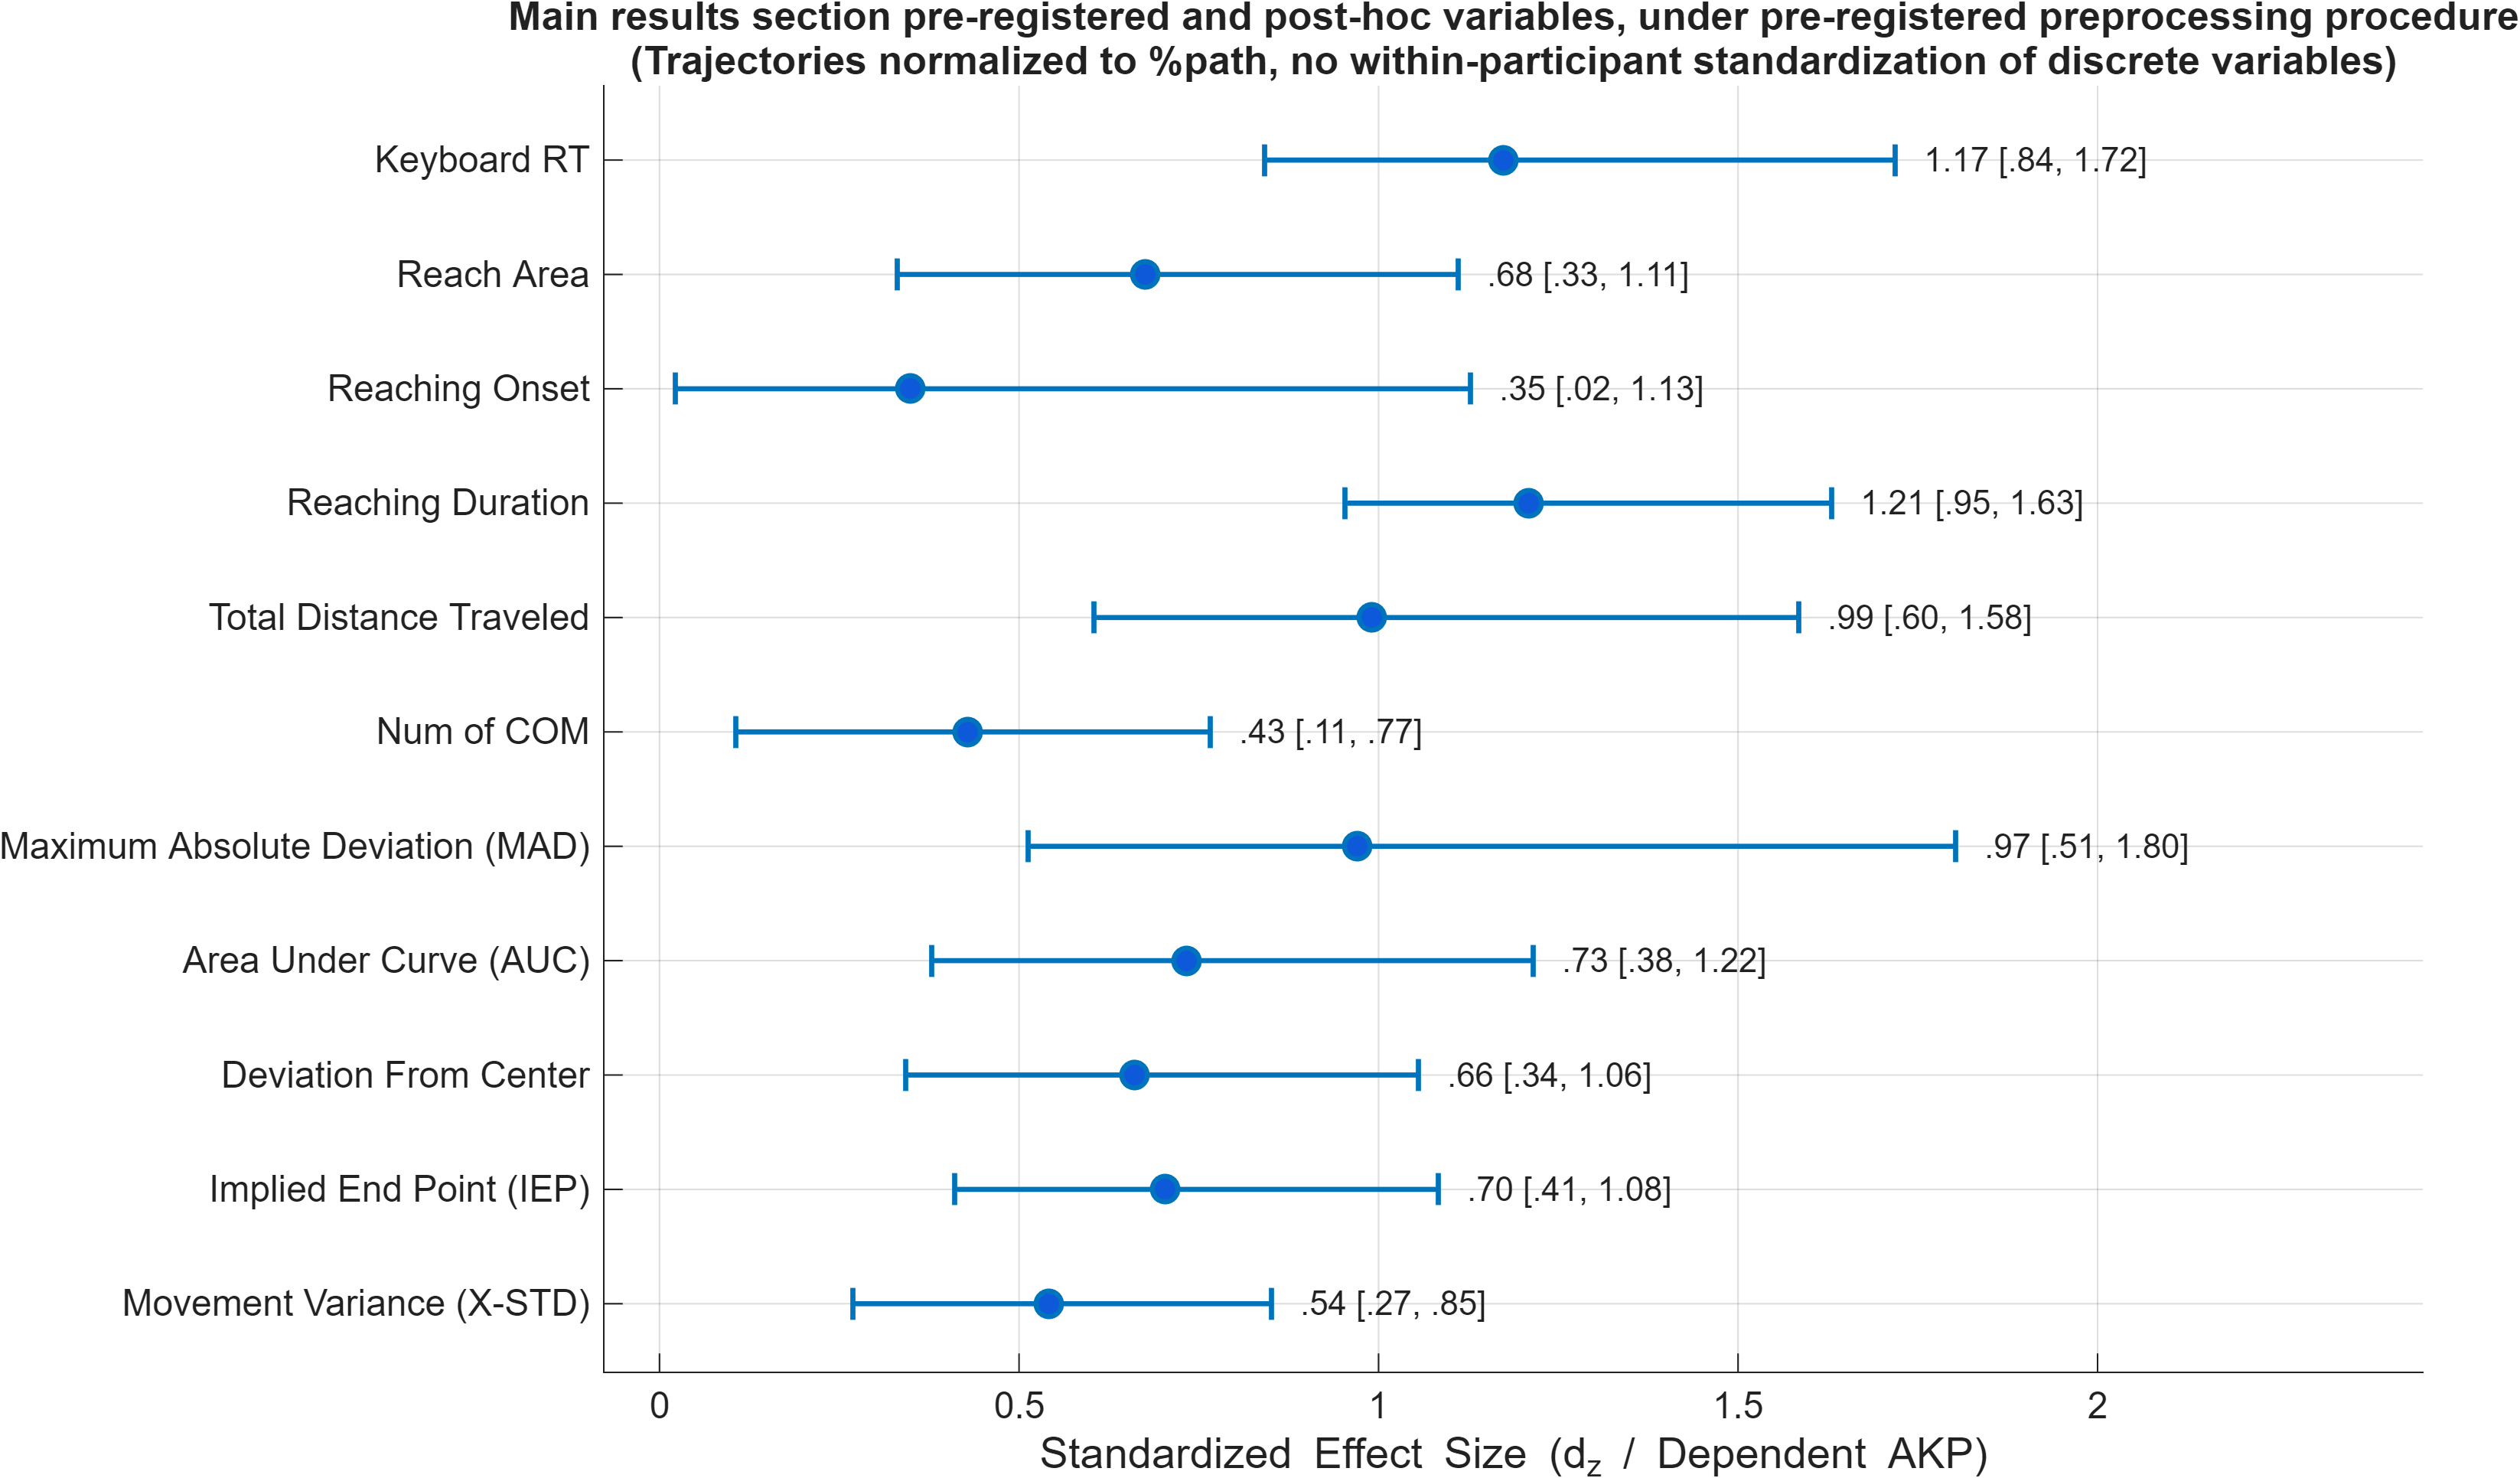 Main results section pre-registered and post-hoc variables, under pre-registered preprocessing procedure
(Trajectories normalized to %path, no within-participant standardization of discrete variables)
Keyboard RT 1.17 [.84, 1.72]
Reach Area .68 [.33, 1.11]
Reaching Onset .35 [.02, 1.13]
Reaching Duration 1.21 [.95, 1.63]
Total Distance Traveled .99 [.60, 1.58]
Num of COM .43 [.11, .77]
Maximum Absolute Deviation (MAD) .97 [.51, 1.80]
Area Under Curve (AUC) .73 [.38, 1.22]
Deviation From Center .66 [.34, 1.06]
Implied End Point (IEP) .70 [.41, 1.08]
Movement Variance (X-STD) .54 [.27, .85]
0 0.5 1 1.5 2
Standardized Effect Size (dz / Dependent AKP)